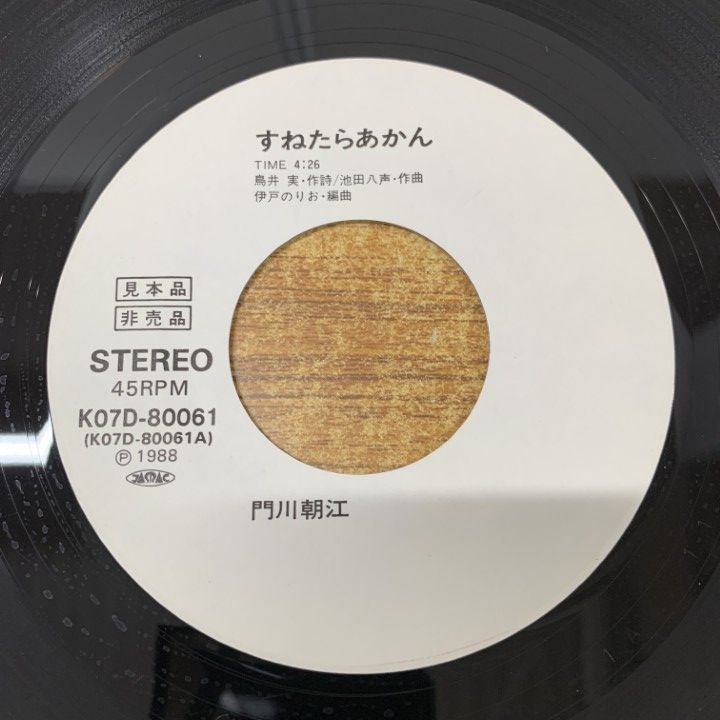 すねたらあかん
TIME 4:26
鳥井 実・作詩/池田八声・作曲
伊戸のりお・編曲
見本品
非売品
STEREO
45RPM
K07D-80061
(K07D-80061A)
Ⓟ 1988
JASRAC
門川朝江